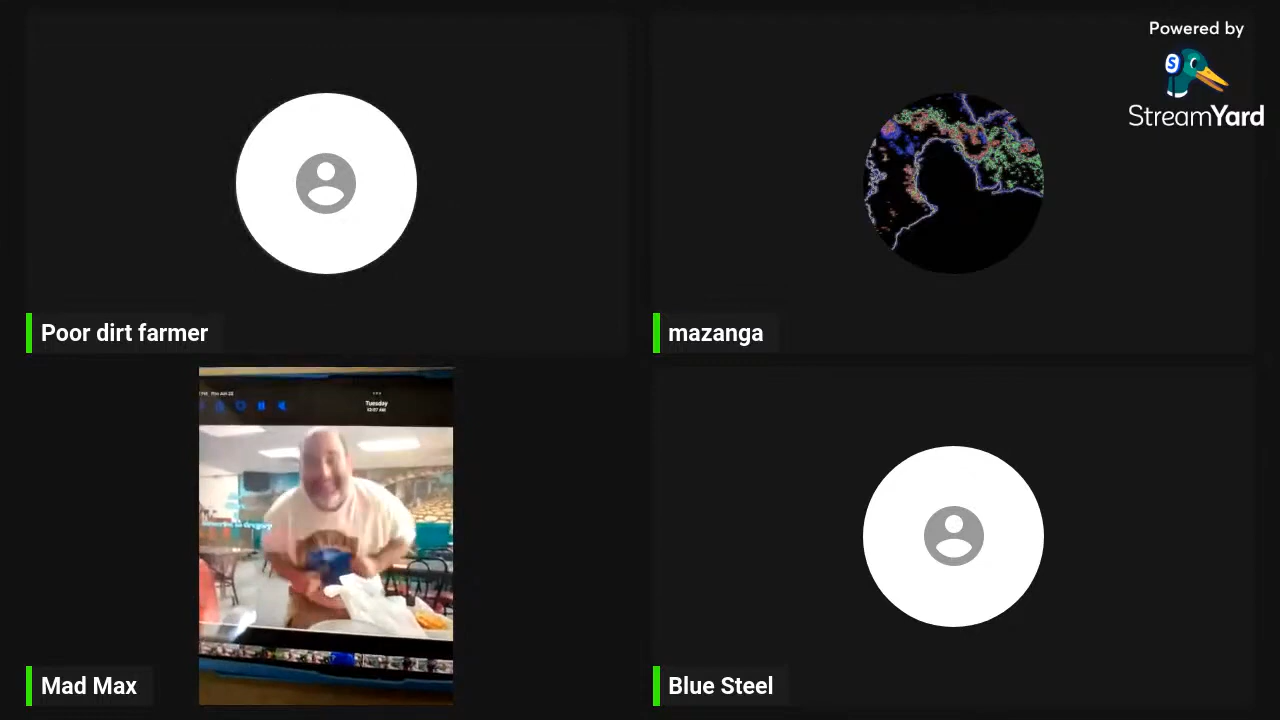 Powered by
StreamYard
Poor dirt farmer
mazanga
Tuesday
Mad Max
Blue Steel